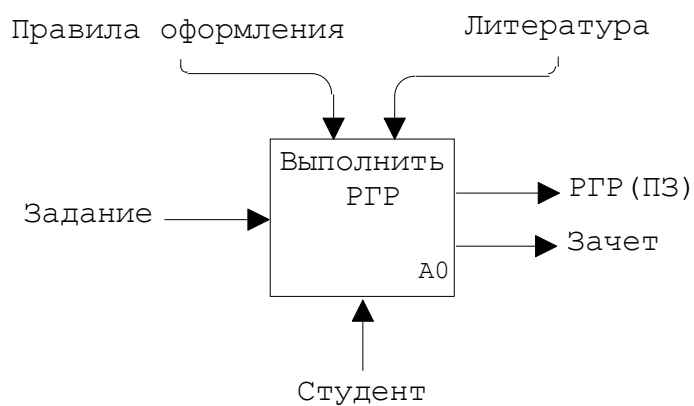 Правила оформления
Литература
Выполнить
РГР
Задание
РГР(ПЗ)
Зачет
А0
Студент